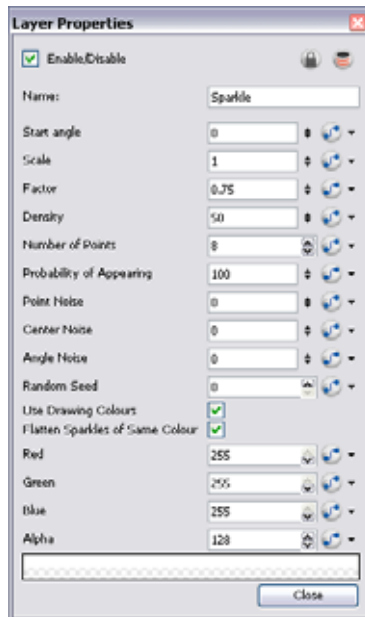 Layer Properties
Enable/Disable
Name: Sparkle
Start angle 0
Scale 1
Factor 0.75
Density 50
Number of Points 8
Probability of Appearing 100
Point Noise 0
Center Noise 0
Angle Noise 0
Random Seed 0
Use Drawing Colours
Flatten Sparkles of Same Colour
Red 255
Green 255
Blue 255
Alpha 128
Close